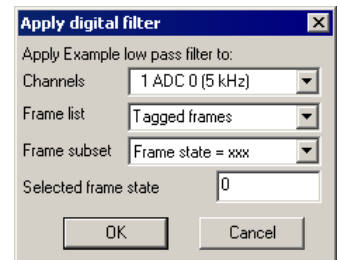 Apply digital filter
Apply Example low pass filter to:
Channels 1 ADC 0 (5 kHz)
Frame list Tagged frames
Frame subset Frame state = xxx
Selected frame state 0
OK Cancel